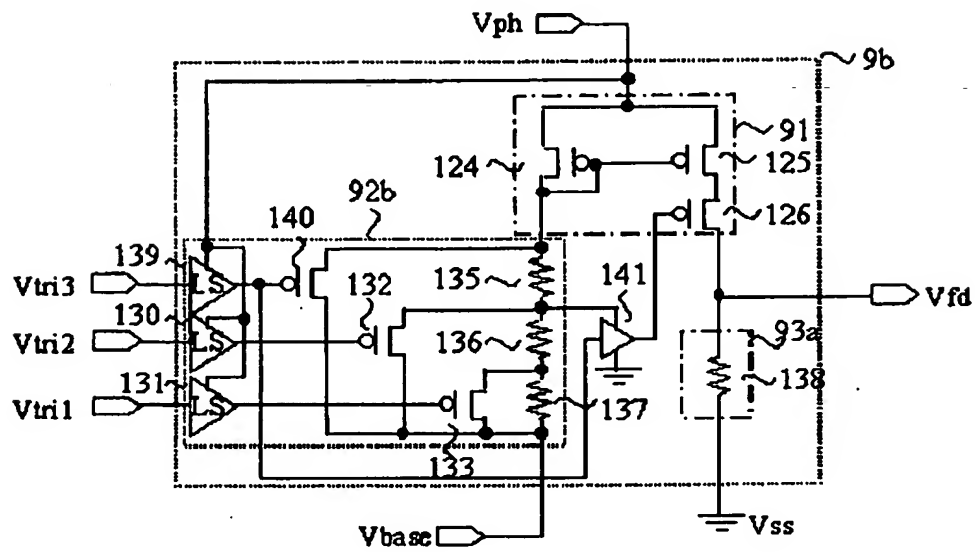 Vph
9b
91
124
125
92b
126
140
139
LS
Vtri3
132
135
141
130
LS
Vtri2
Vfd
136
93a
131
LS
Vtri1
137
138
133
Vbase
Vss